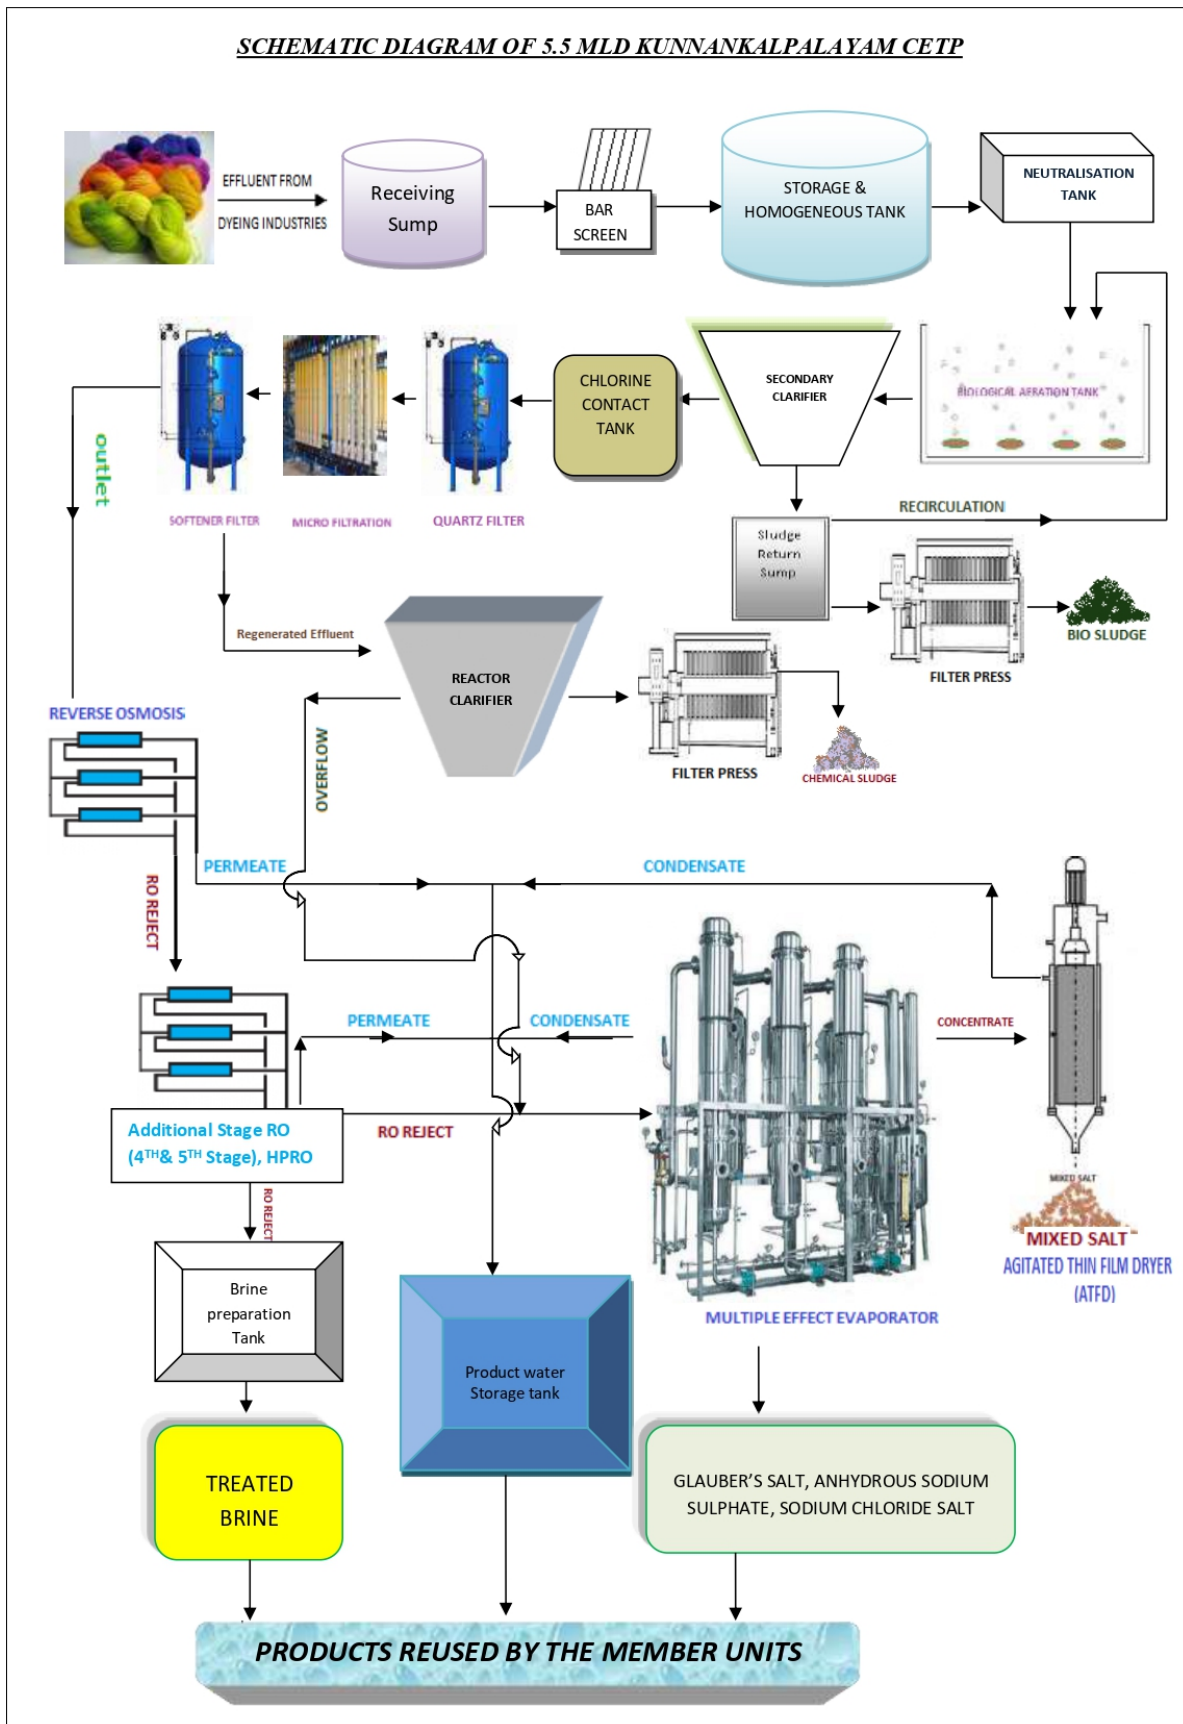 SCHEMATIC DIAGRAM OF 5.5 MLD KUNNANKALPALAYAM CETP
EFFLUENT FROM
DYEING INDUSTRIES
Receiving
Sump
BAR
SCREEN
STORAGE &
HOMOGENEOUS TANK
NEUTRALISATION
TANK
BIOLOGICAL AERATION TANK
SECONDARY
CLARIFIER
CHLORINE
CONTACT
TANK
QUARTZ FILTER
MICRO FILTRATION
SOFTENER FILTER
outlet
RECIRCULATION
Sludge
Return
Sump
BIO SLUDGE
FILTER PRESS
Regenerated Effluent
REACTOR
CLARIFIER
FILTER PRESS
CHEMICAL SLUDGE
OVERFLOW
REVERSE OSMOSIS
PERMEATE
CONDENSATE
RO REJECT
PERMEATE
CONDENSATE
CONCENTRATE
RO REJECT
Additional Stage RO
(4TH& 5TH Stage), HPRO
RO REJECT
MIXED SALT
MIXED SALT
AGITATED THIN FILM DRYER
(ATFD)
MULTIPLE EFFECT EVAPORATOR
Brine
preparation
Tank
Product water
Storage tank
TREATED
BRINE
GLAUBER'S SALT, ANHYDROUS SODIUM
SULPHATE, SODIUM CHLORIDE SALT
PRODUCTS REUSED BY THE MEMBER UNITS